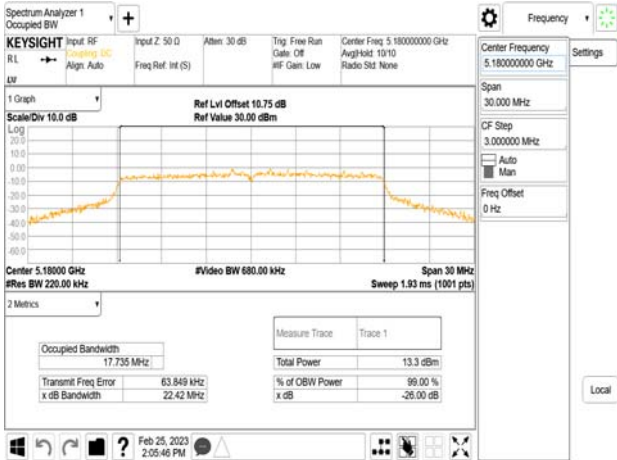 Spectrum Analyzer 1
Occupied BW
Frequency
KEYSIGHT
RL
Input: RF
Coupling: DC
Align: Auto
Input Z: 50 Ω
Freq Ref: Int (S)
Atten: 30 dB
Trig: Free Run
Gate: Off
#IF Gain: Low
Center Freq: 5.180000000 GHz
Avg|Hold: 10/10
Radio Std: None
Center Frequency
5.180000000 GHz
Settings
Span
30.000 MHz
CF Step
3.000000 MHz
Auto
Man
Freq Offset
0 Hz
Local
1 Graph
Scale/Div 10.0 dB
Ref Lvl Offset 10.75 dB
Ref Value 30.00 dBm
Log
20.0
10.0
0.00
-10.0
-20.0
-30.0
-40.0
-50.0
-60.0
Center 5.18000 GHz
#Res BW 220.00 kHz
#Video BW 680.00 kHz
Span 30 MHz
Sweep 1.93 ms (1001 pts)
2 Metrics
Measure Trace Trace 1
Occupied Bandwidth
17.735 MHz
Total Power 13.3 dBm
Transmit Freq Error 63.849 kHz
% of OBW Power 99.00 %
x dB Bandwidth 22.42 MHz
x dB -26.00 dB
Feb 25, 2023
2:05:46 PM